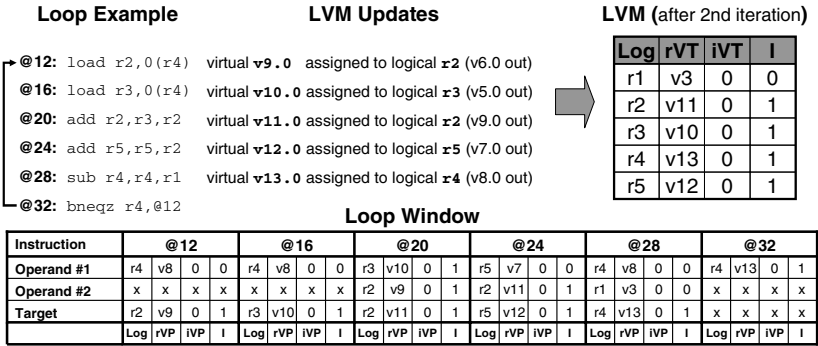 Loop Example LVM Updates LVM (after 2nd iteration)
@12: load r2,0(r4) virtual v9.0 assigned to logical r2 (v6.0 out)
@16: load r3,0(r4) virtual v10.0 assigned to logical r3 (v5.0 out)
@20: add r2,r3,r2 virtual v11.0 assigned to logical r2 (v9.0 out)
@24: add r5,r5,r2 virtual v12.0 assigned to logical r5 (v7.0 out)
@28: sub r4,r4,r1 virtual v13.0 assigned to logical r4 (v8.0 out)
@32: bneqz r4,@12
Log rVT iVT I
r1 v3 0 0
r2 v11 0 1
r3 v10 0 1
r4 v13 0 1
r5 v12 0 1
Loop Window
Instruction @12 @16 @20 @24 @28 @32
Operand #1 r4 v8 0 0 r4 v8 0 0 r3 v10 0 1 r5 v7 0 0 r4 v8 0 0 r4 v13 0 1
Operand #2 x x x x x x x x r2 v9 0 1 r2 v11 0 1 r1 v3 0 0 x x x x
Target r2 v9 0 1 r3 v10 0 1 r2 v11 0 1 r5 v12 0 1 r4 v13 0 1 x x x x
Log rVP iVP I Log rVP iVP I Log rVP iVP I Log rVP iVP I Log rVP iVP I Log rVP iVP I